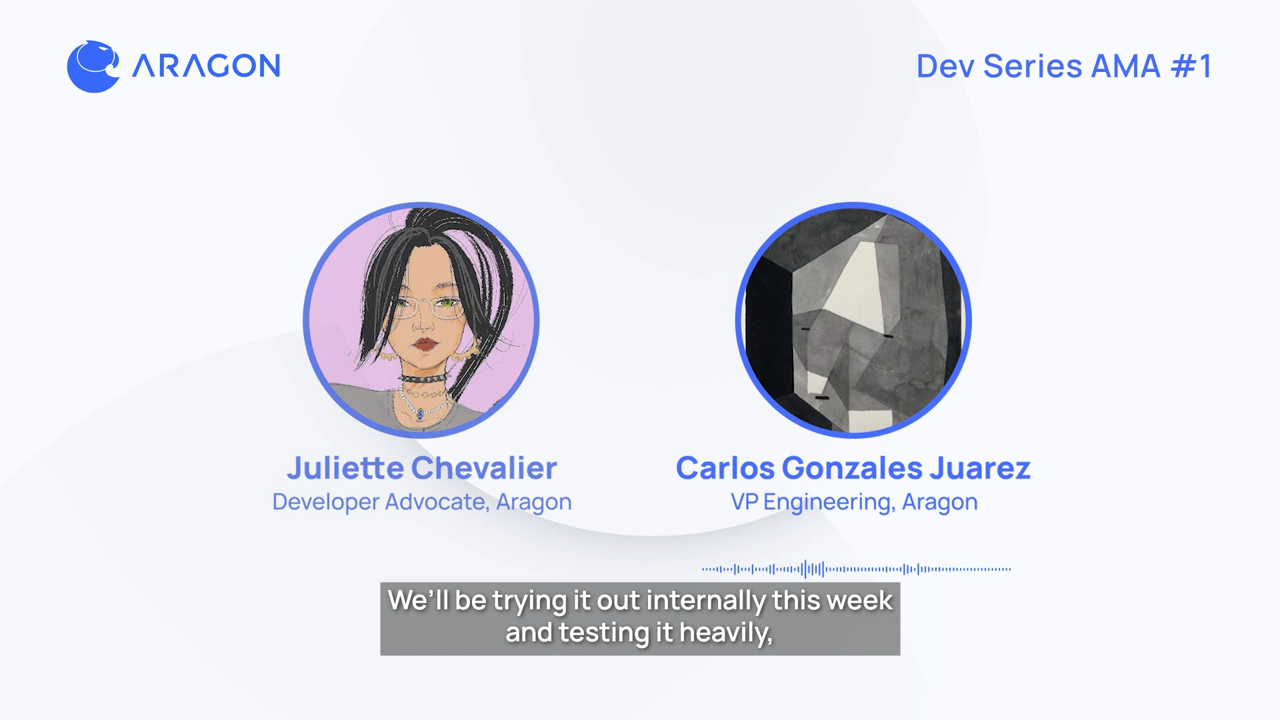 ARAGON
Dev Series AMA #1
Juliette Chevalier
Developer Advocate, Aragon
Carlos Gonzales Juarez
VP Engineering, Aragon
We’ll be trying it out internally this week
and testing it heavily,